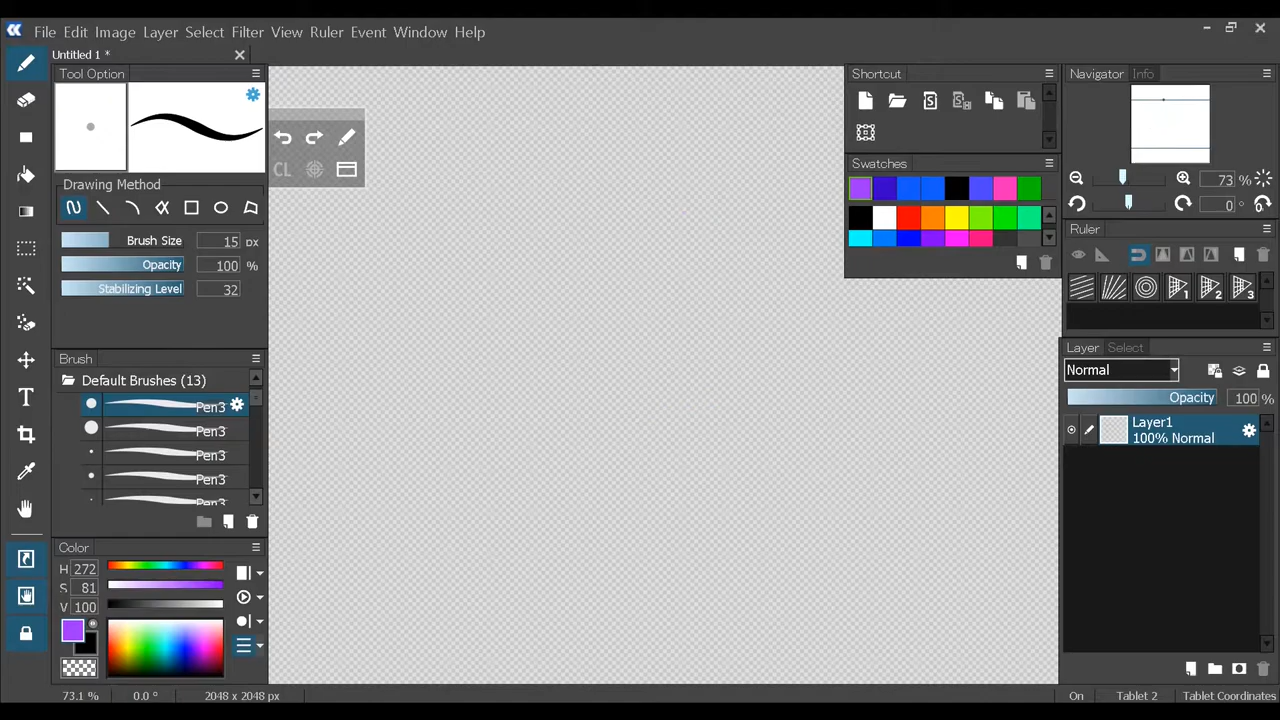 File Edit Image Layer Select Filter View Ruler Event Window Help
Untitled 1 *
Tool Option
Drawing Method
Brush Size 15 DX
Opacity 100 %
Stabilizing Level 32
Brush
Default Brushes (13)
Pen3
Pen3
Pen3
Pen3
Pen3
Color
H 272
S 81
V 100
CL
Shortcut
Swatches
Navigator Info
73 %
0 °
Ruler
1 2 3
Layer Select
Normal
Opacity 100 %
Layer1
100% Normal
73.1 % 0.0 ° 2048 x 2048 px On Tablet 2 Tablet Coordinates